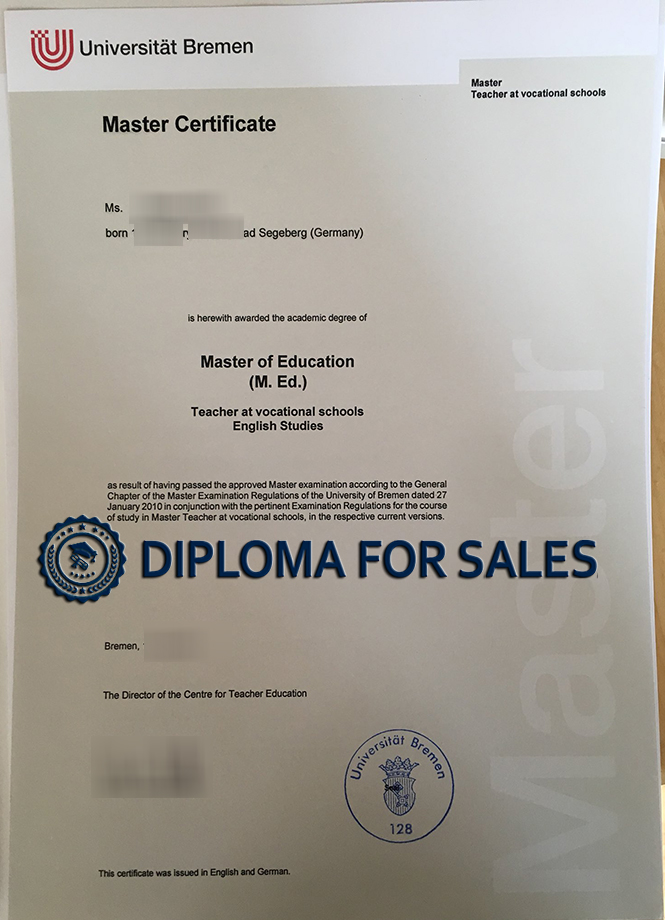 Universität Bremen
Master
Teacher at vocational schools
Master Certificate
Ms.
born ad Segeberg (Germany)
is herewith awarded the academic degree of
Master of Education
(M. Ed.)
Teacher at vocational schools
English Studies
as result of having passed the approved Master examination according to the General
Chapter of the Master Examination Regulations of the University of Bremen dated 27
January 2010 in conjunction with the pertinent Examination Regulations for the course
of study in Master Teacher at vocational schools, in the respective current versions.
DIPLOMA FOR SALES
Bremen,
The Director of the Centre for Teacher Education
Universität Bremen
Seal
128
This certificate was issued in English and German.
Master